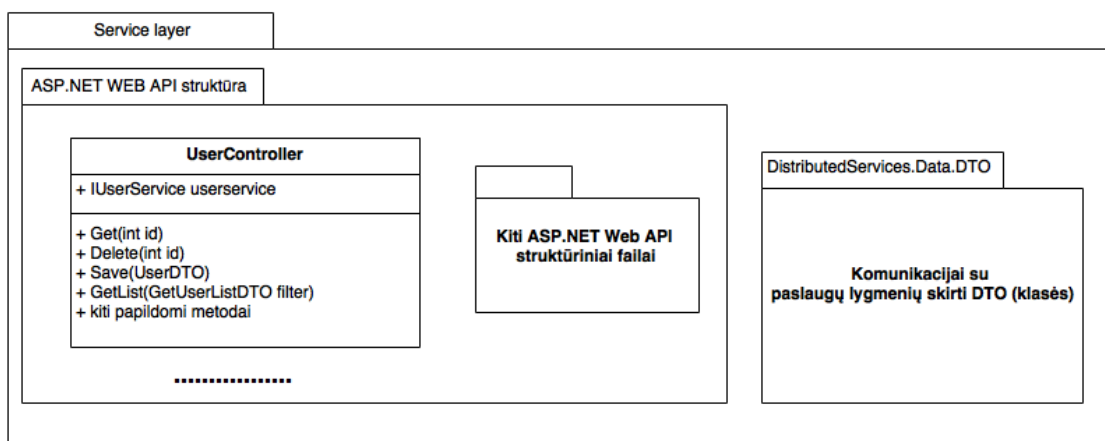 Service layer
ASP.NET WEB API struktūra
UserController
+ IUserService userservice
+ Get(int id)
+ Delete(int id)
+ Save(UserDTO)
+ GetList(GetUserListDTO filter)
+ kiti papildomi metodai
Kiti ASP.NET Web API
struktūriniai failai
DistributedServices.Data.DTO
Komunikacijai su
paslaugų lygmenių skirti DTO (klasės)